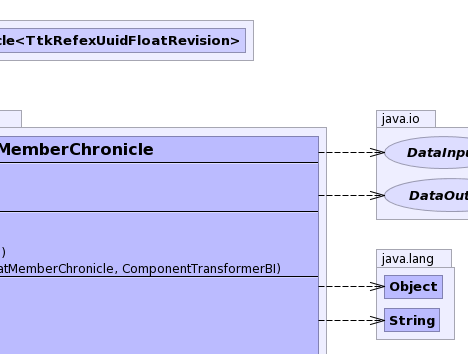 cle<TtkRefexUuidFloatRevision>
java.io
MemberChronicle
DataInpu
DataOut
)
atMemberChronicle, ComponentTransformerBI)
java.lang
Object
String